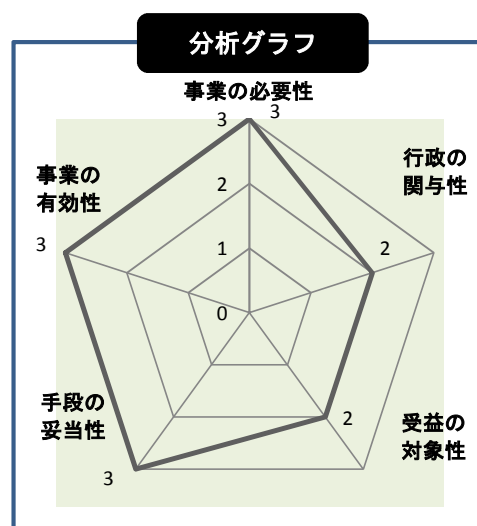 分析グラフ
事業の必要性
3
3
行政の
関与性
2
事業の
有効性
3
2
1
0
手段の
妥当性
3
受益の
対象性
2